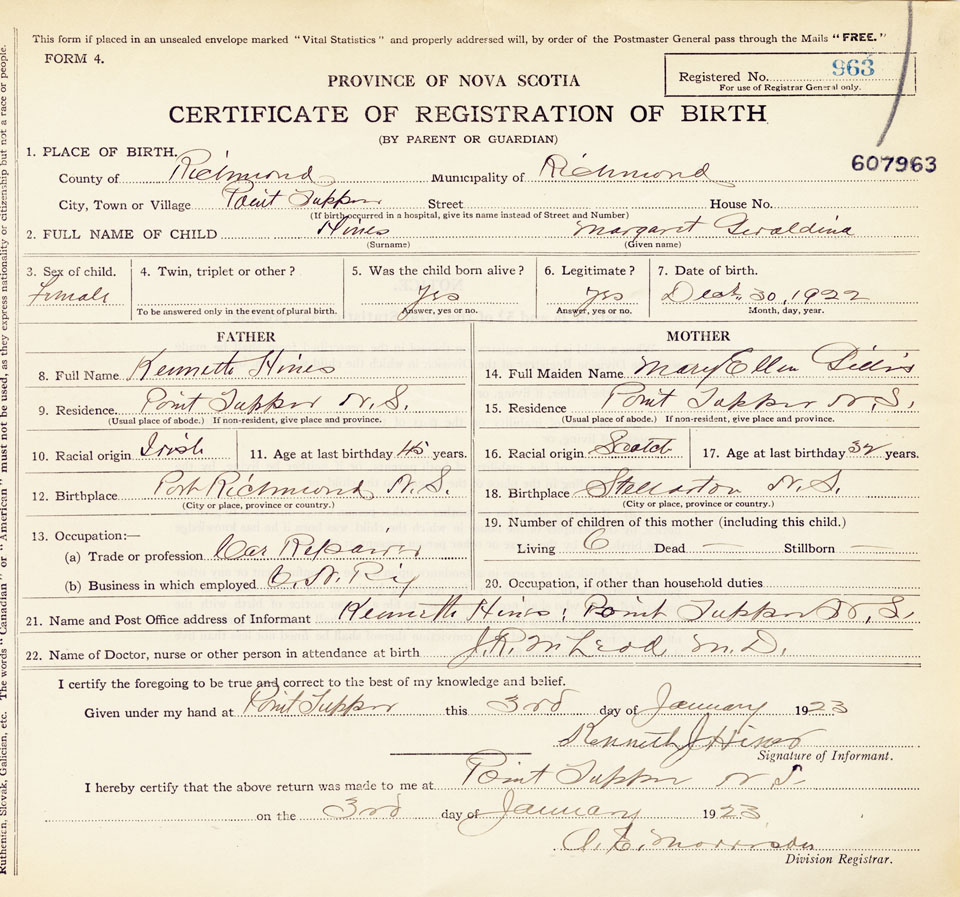 This form if placed in an unsealed envelope marked "Vital Statistics" and properly addressed will, by order of the Postmaster General pass through the Mails "FREE."
FORM 4.
PROVINCE OF NOVA SCOTIA
Registered No. 963
For use of Registrar General only.
CERTIFICATE OF REGISTRATION OF BIRTH
(BY PARENT OR GUARDIAN)
607963
1. PLACE OF BIRTH.
County of Richmond Municipality of Richmond
City, Town or Village Point Tupper Street House No.
(If birth occurred in a hospital, give its name instead of Street and Number)
2. FULL NAME OF CHILD Hines Margaret Geraldina
(Surname) (Given name)
3. Sex of child. 4. Twin, triplet or other? 5. Was the child born alive? 6. Legitimate? 7. Date of birth.
Female Yes Yes 30, 1922
To be answered only in the event of plural birth. Answer, yes or no. Answer, yes or no. Month, day, year.
FATHER
8. Full Name Kenneth Hines
9. Residence Point Tupper N.S.
(Usual place of abode.) If non-resident, give place and province.
10. Racial origin Irish 11. Age at last birthday 45 years.
12. Birthplace Port Richmond N.S.
(City or place, province or country.)
13. Occupation:—
(a) Trade or profession Car Repairer
(b) Business in which employed C. N. Ry
MOTHER
14. Full Maiden Name Mary Ellen
15. Residence Point Tupper N.S.
(Usual place of abode.) If non-resident, give place and province.
16. Racial origin Scotch 17. Age at last birthday 32 years.
18. Birthplace Stellarton N.S.
(City or place, province or country.)
19. Number of children of this mother (including this child.)
Living 6 Dead — Stillborn —
20. Occupation, if other than household duties.
21. Name and Post Office address of Informant Kenneth Hines; Point Tupper N.S.
22. Name of Doctor, nurse or other person in attendance at birth J.R. McLeod, M.D.
I certify the foregoing to be true and correct to the best of my knowledge and belief.
Given under my hand at Point Tupper this 3rd day of January 1923
Kenneth J Hines
Signature of Informant.
I hereby certify that the above return was made to me at Point Tupper N.S.
on the 3rd day of January 1923
Morrison
Division Registrar.
Ruthenian, Slovak, Galician, etc. The words "Canadian" or "American" must not be used, as they express nationality or citizenship but not a race or people.